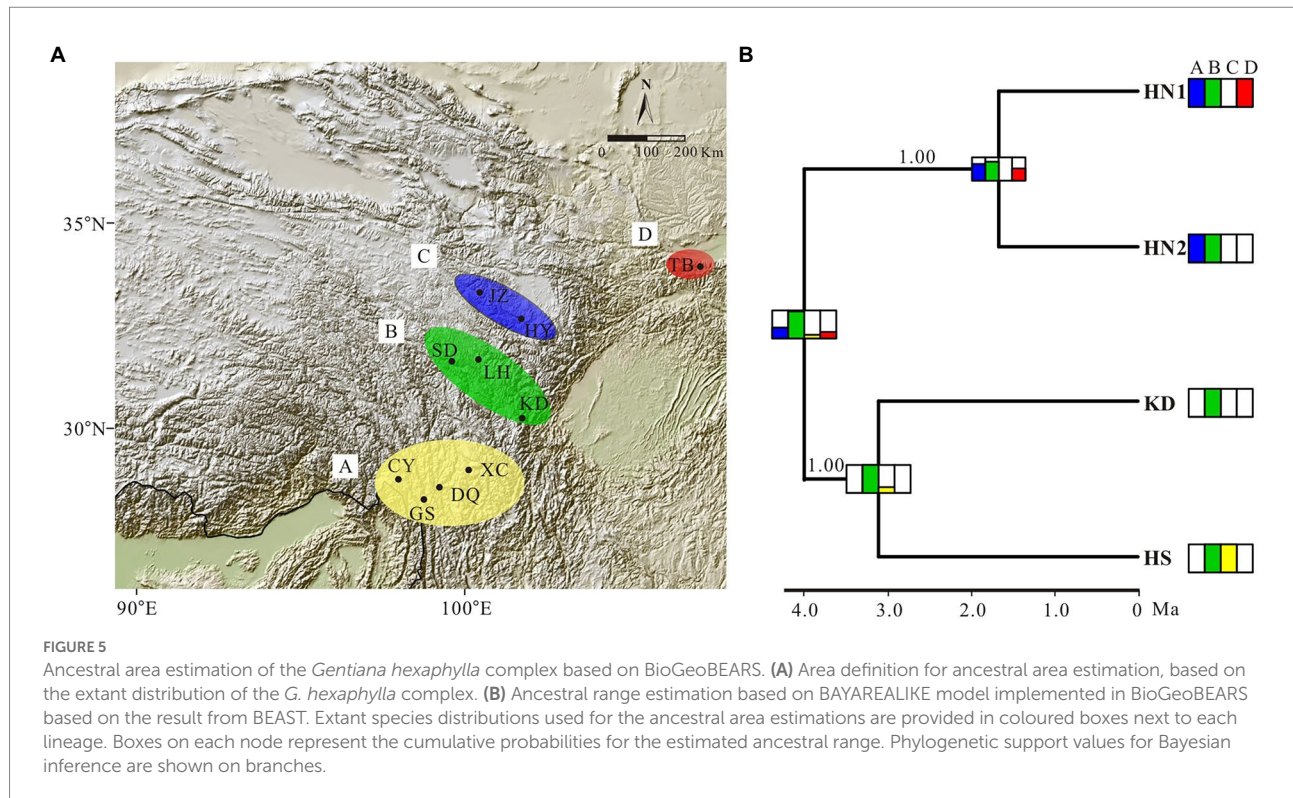 A
B
N
0 100 200 Km
35°N
30°N
90°E
100°E
D
TB
C
JZ
HY
B
SD
LH
KD
A
CY
XC
DQ
GS
A B C D
HN1
1.00
HN2
KD
1.00
HS
4.0 3.0 2.0 1.0 0 Ma
FIGURE 5
Ancestral area estimation of the Gentiana hexaphylla complex based on BioGeoBEARS. (A) Area definition for ancestral area estimation, based on
the extant distribution of the G. hexaphylla complex. (B) Ancestral range estimation based on BAYAREALIKE model implemented in BioGeoBEARS
based on the result from BEAST. Extant species distributions used for the ancestral area estimations are provided in coloured boxes next to each
lineage. Boxes on each node represent the cumulative probabilities for the estimated ancestral range. Phylogenetic support values for Bayesian
inference are shown on branches.